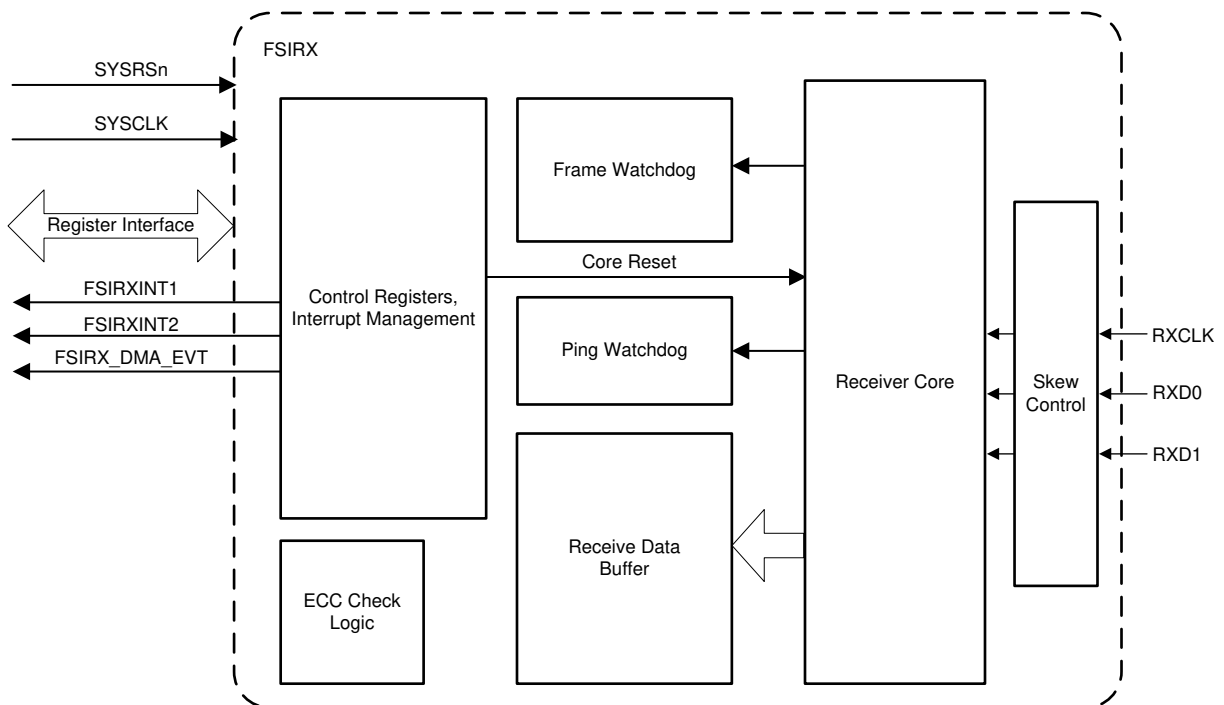 FSIRX
SYSRSn
SYSCLK
Register Interface
FSIRXINT1
FSIRXINT2
FSIRX_DMA_EVT
Control Registers,
Interrupt Management
ECC Check
Logic
Frame Watchdog
Core Reset
Ping Watchdog
Receive Data
Buffer
Receiver Core
Skew
Control
RXCLK
RXD0
RXD1